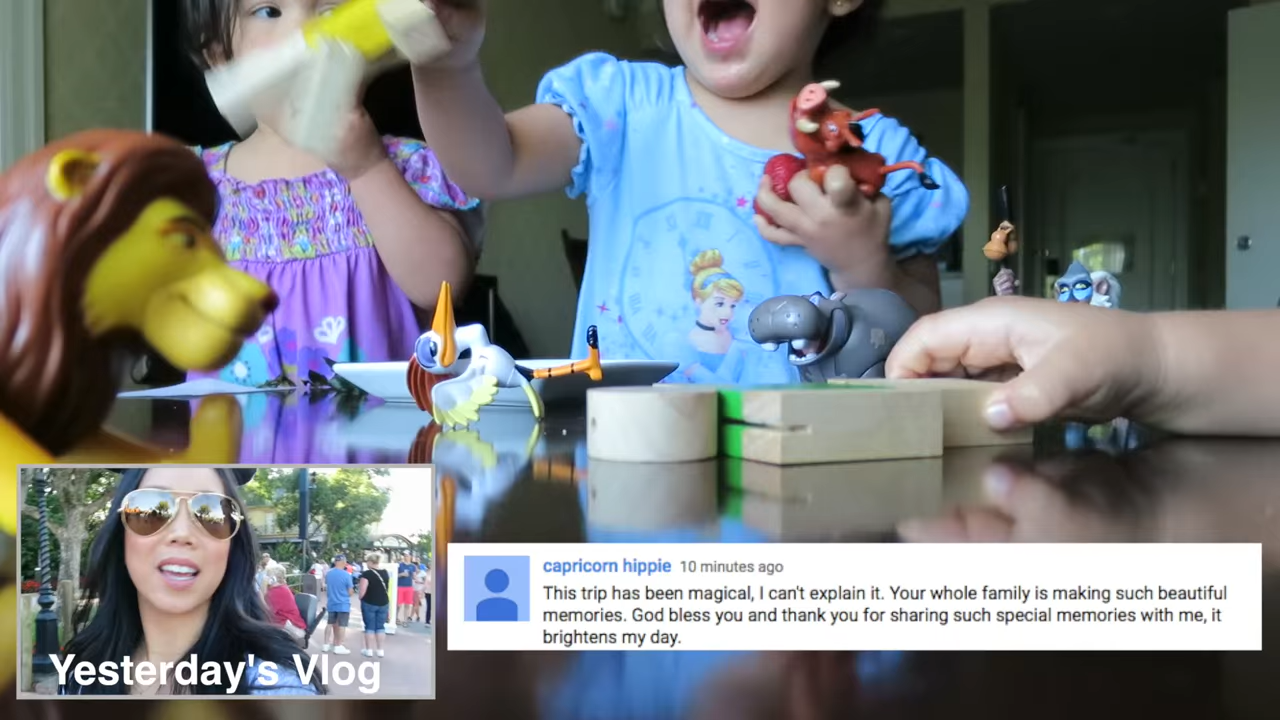 capricorn hippie 10 minutes ago
This trip has been magical, I can't explain it. Your whole family is making such beautiful
memories. God bless you and thank you for sharing such special memories with me, it
brightens my day.
Yesterday's Vlog